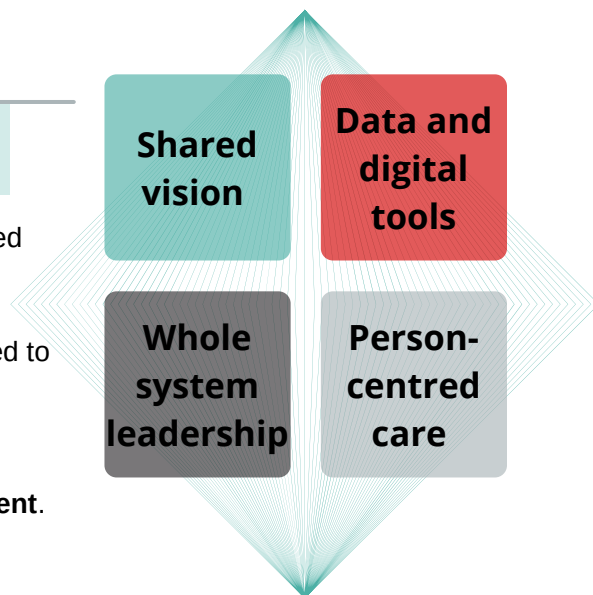 ed
ed to
ent.
Shared
vision
Data and
digital
tools
Whole
system
leadership
Person-
centred
care